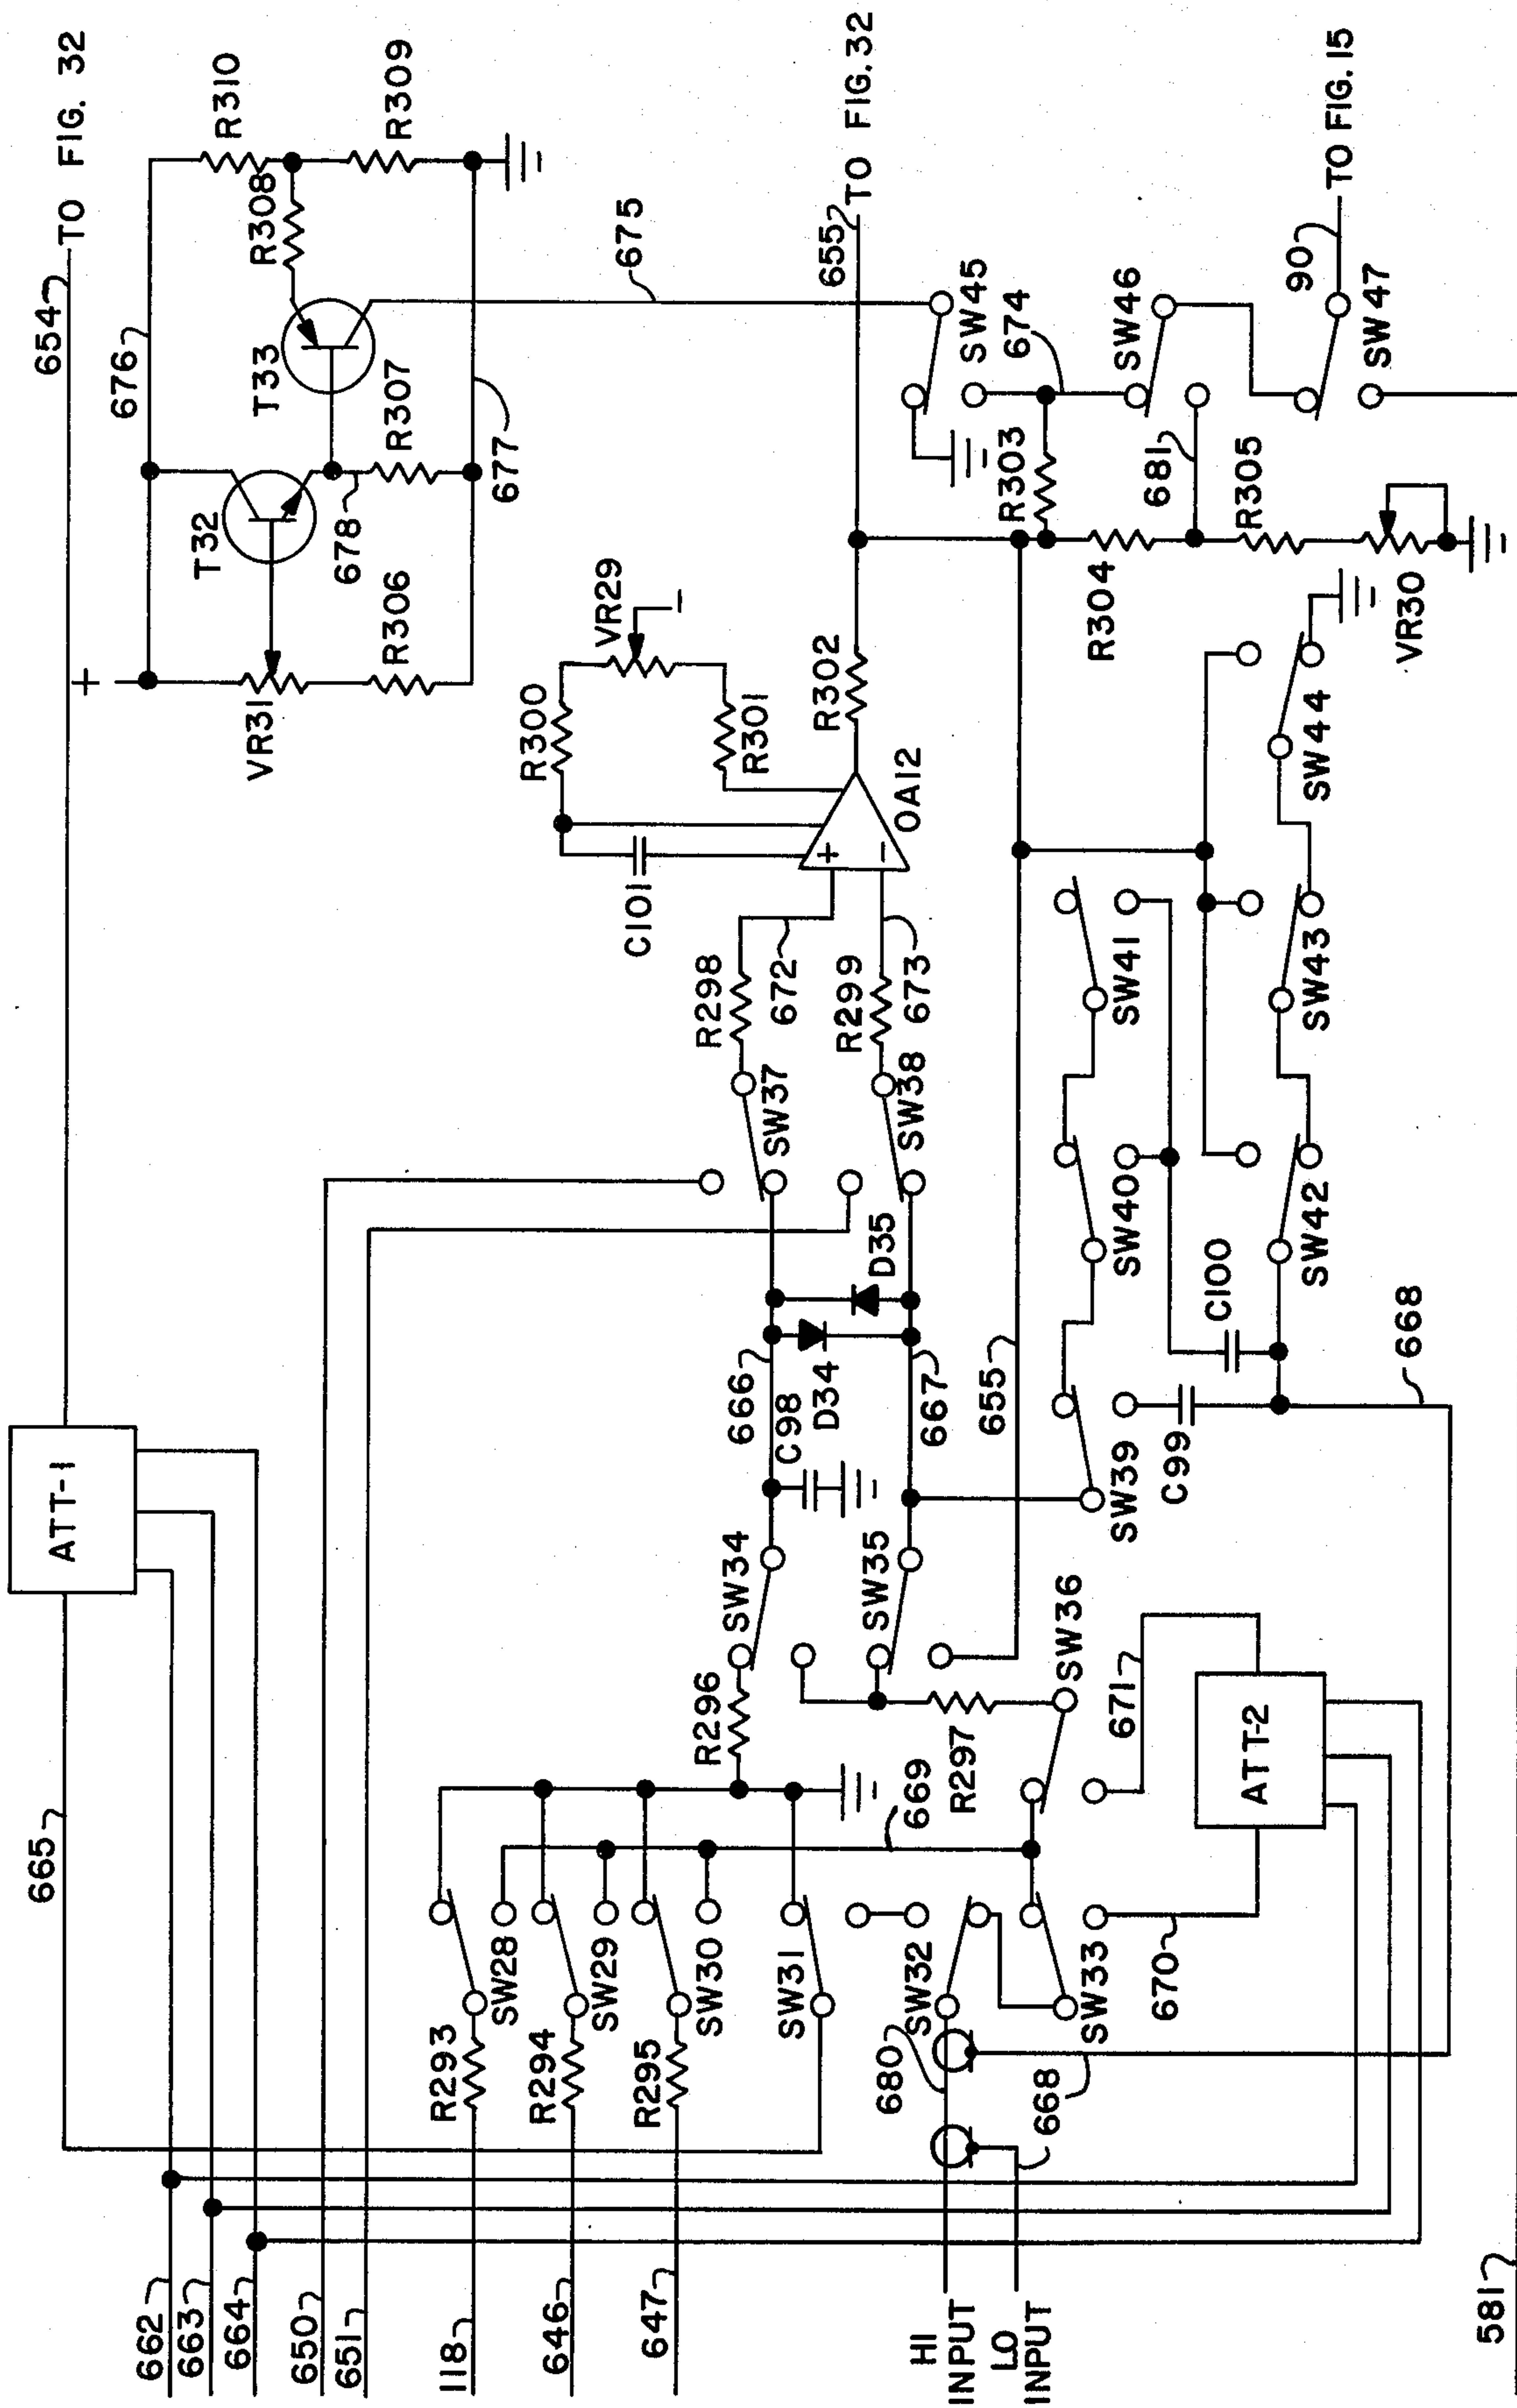 654
TO FIG. 32
676
R310
R308
R309
T33
T32
678
R307
677
VR31
+
R306
675
ATT-1
665
662
663
664
650
651
118
646
647
R293
SW28
R294
SW29
R295
SW30
SW31
669
R296
SW34
666
C98
D34
D35
667
SW35
SW37
SW38
R298
672
R299
673
C101
R300
VR29
R301
+
−
OA12
R302
655
TO FIG. 32
R297
SW36
655
HI
INPUT
LO
INPUT
680
668
SW32
SW33
670
671
ATT-2
SW39
C99
C100
668
SW40
SW41
SW42
SW43
SW44
R303
R304
681
R305
VR30
SW45
674
SW46
90
TO FIG. 15
SW47
581